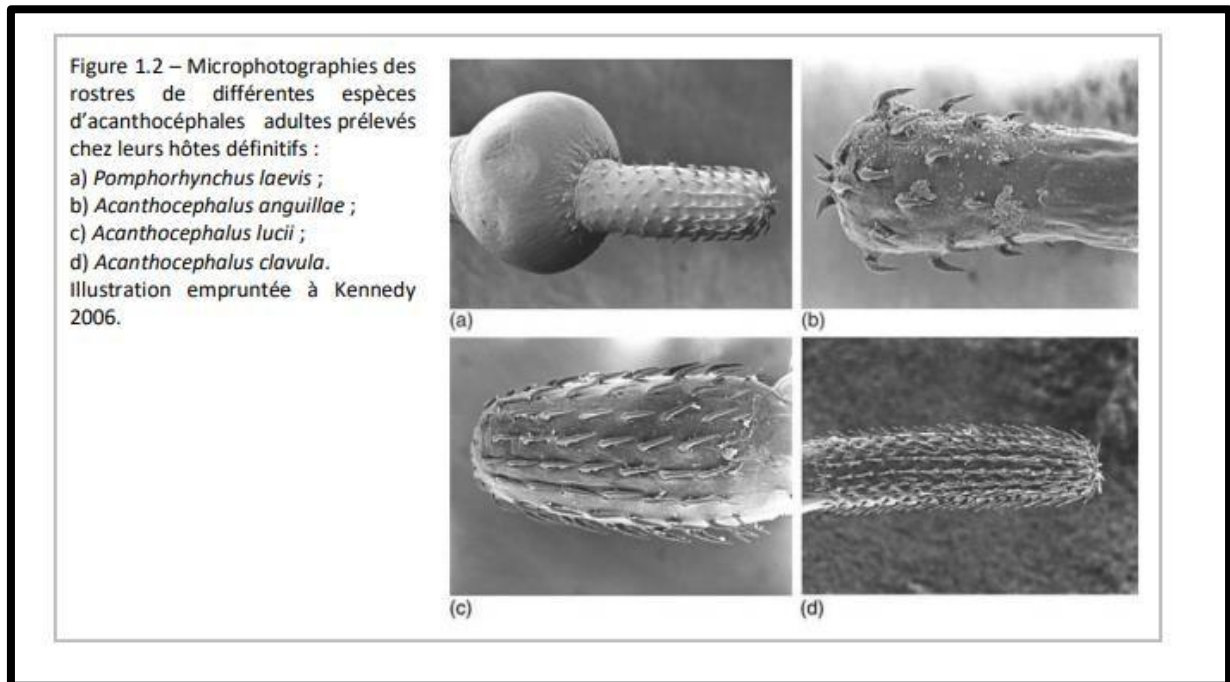 Figure 1.2 – Microphotographies des
rostres de différentes espèces
d'acanthocéphales adultes prélevés
chez leurs hôtes définitifs :
a) Pomphorhynchus laevis ;
b) Acanthocephalus anguillae ;
c) Acanthocephalus lucii ;
d) Acanthocephalus clavula.
Illustration empruntée à Kennedy
2006.
(a)
(b)
(c)
(d)